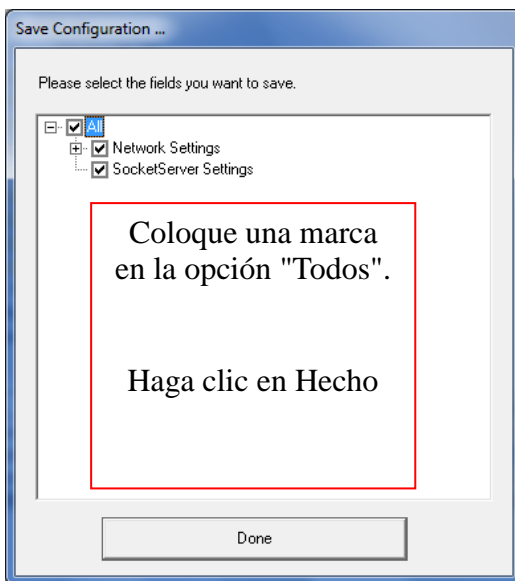 Save Configuration ...
Please select the fields you want to save.
All
Network Settings
SocketServer Settings
Coloque una marca
en la opción "Todos".
Haga clic en Hecho
Done